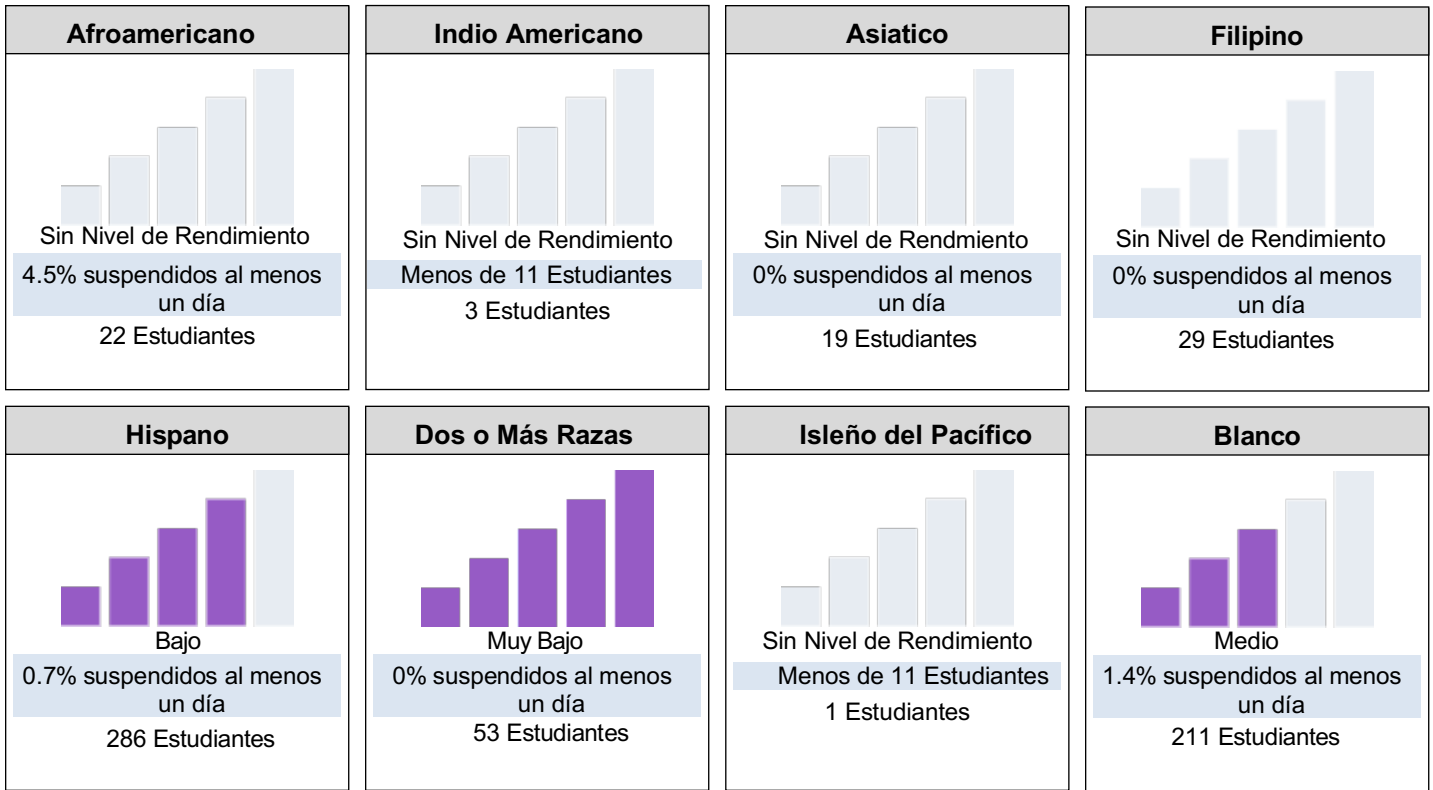 Afroamericano
Sin Nivel de Rendimiento
4.5% suspendidos al menos
un día
22 Estudiantes
Indio Americano
Sin Nivel de Rendimiento
Menos de 11 Estudiantes
3 Estudiantes
Asiatico
Sin Nivel de Rendmiento
0% suspendidos al menos
un día
19 Estudiantes
Filipino
Sin Nivel de Rendimiento
0% suspendidos al menos
un día
29 Estudiantes
Hispano
Bajo
0.7% suspendidos al menos
un día
286 Estudiantes
Dos o Más Razas
Muy Bajo
0% suspendidos al menos
un día
53 Estudiantes
Isleño del Pacífico
Sin Nivel de Rendimiento
Menos de 11 Estudiantes
1 Estudiantes
Blanco
Medio
1.4% suspendidos al menos
un día
211 Estudiantes